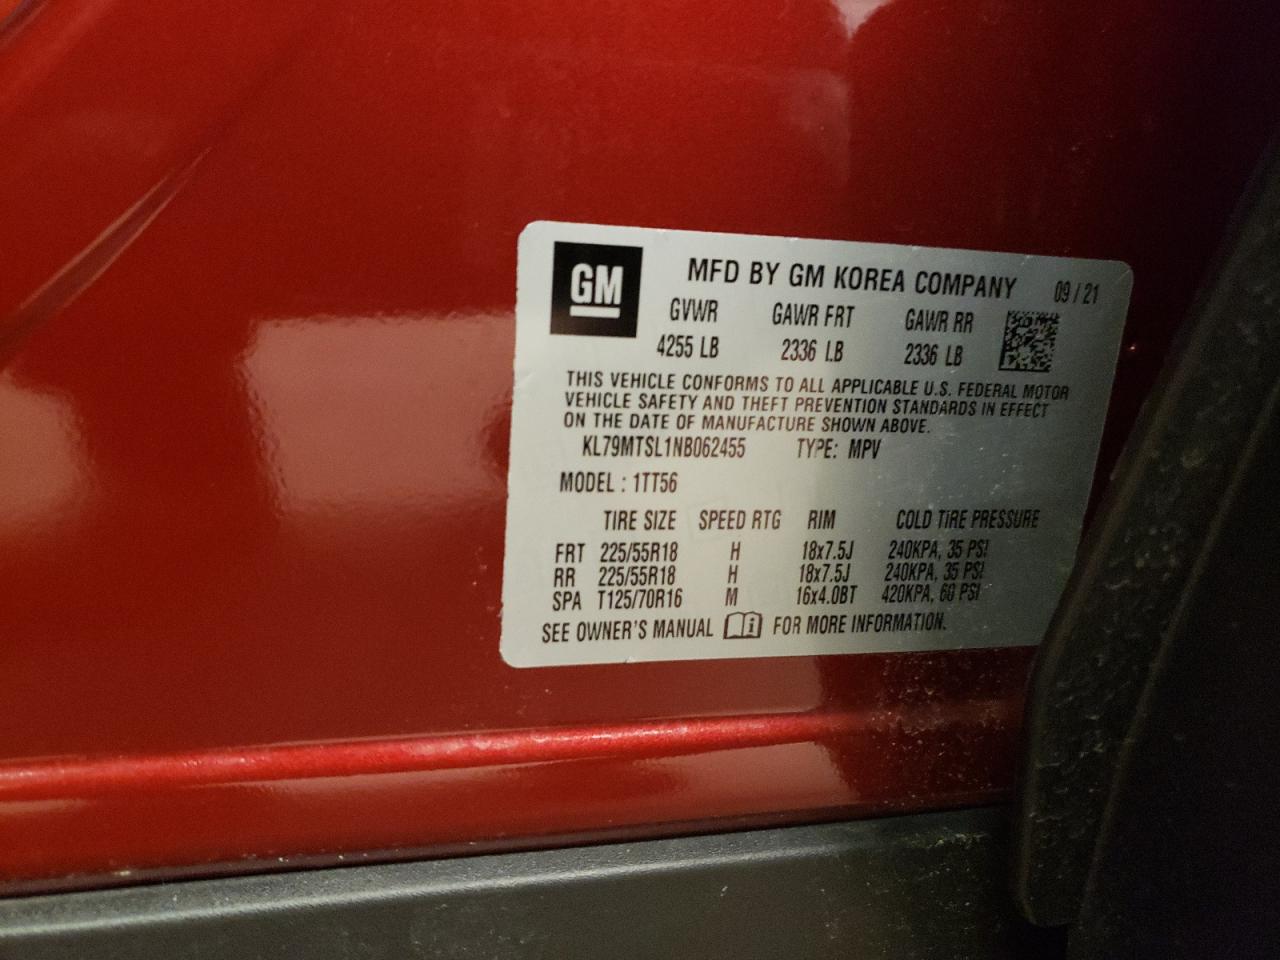 GM
MFD BY GM KOREA COMPANY 09 / 21
GVWR GAWR FRT GAWR RR
4255 LB 2336 LB 2336 LB
THIS VEHICLE CONFORMS TO ALL APPLICABLE U.S. FEDERAL MOTOR
VEHICLE SAFETY AND THEFT PREVENTION STANDARDS IN EFFECT
ON THE DATE OF MANUFACTURE SHOWN ABOVE.
KL79MTSL1NB062455 TYPE: MPV
MODEL : 1TT56
TIRE SIZE SPEED RTG RIM COLD TIRE PRESSURE
FRT 225/55R18 H 18x7.5J 240KPA, 35 PSI
RR 225/55R18 H 18x7.5J 240KPA, 35 PSI
SPA T125/70R16 M 16x4.0BT 420KPA, 60 PSI
SEE OWNER'S MANUAL FOR MORE INFORMATION.